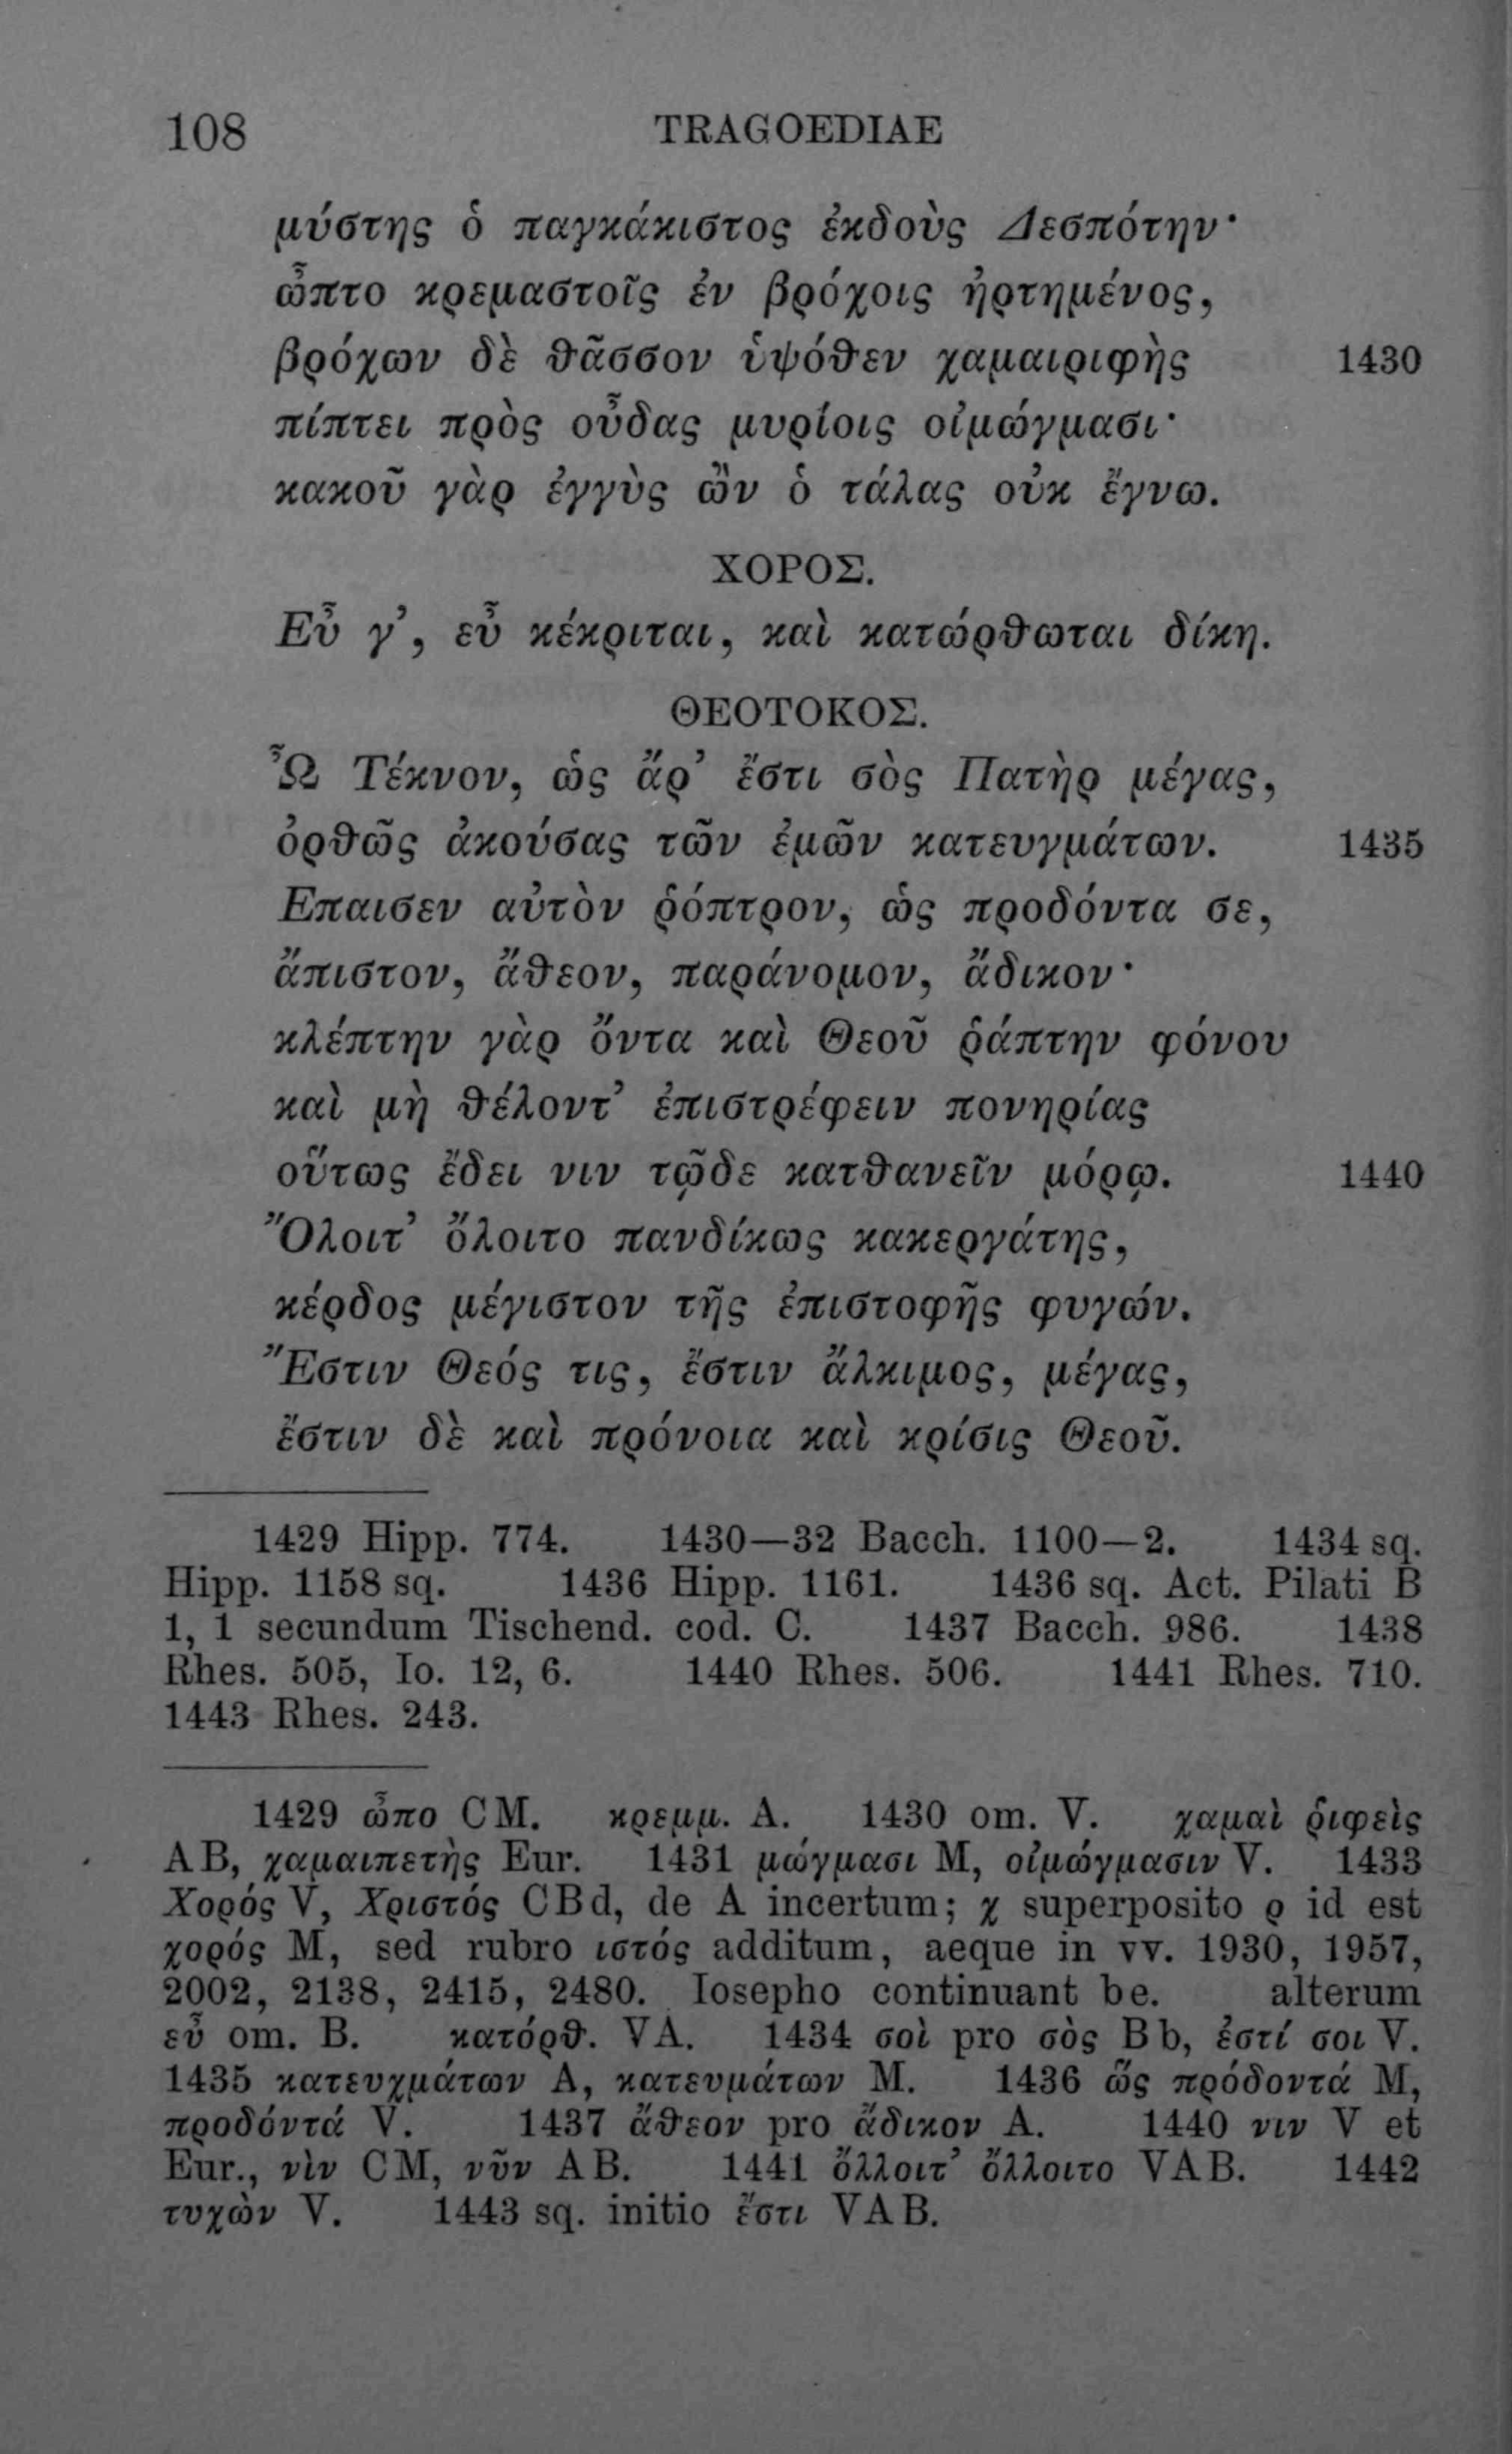 108 TRAGOEDIAE
μύστης ὁ παγκάκιστος ἐκδοὺς Δεσπότην·
ὦπτο κρεμαστοῖς ἐν βρόχοις ἠρτημένος,
βρόχων δὲ θᾶσσον ὑψόθεν χαμαιριφὴς 1430
πίπτει πρὸς οὖδας μυρίοις οἰμώγμασι·
κακοῦ γὰρ ἐγγὺς ὢν ὁ τάλας οὐκ ἔγνω.
ΧΟΡΟΣ.
Εὖ γ’, εὖ κέκριται, καὶ κατώρθωται δίκη.
ΘΕΟΤΟΚΟΣ.
Ὦ Τέκνον, ὡς ἄρ’ ἔστι σὸς Πατὴρ μέγας,
ὀρθῶς ἀκούσας τῶν ἐμῶν κατευγμάτων. 1435
Επαισεν αὐτὸν ῥόπτρον, ὡς προδόντα σε,
ἄπιστον, ἄθεον, παράνομον, ἄδικον·
κλέπτην γὰρ ὄντα καὶ Θεοῦ ῥάπτην φόνου
καὶ μὴ θέλοντ’ ἐπιστρέφειν πονηρίας
οὕτως ἔδει νιν τῷδε κατθανεῖν μόρῳ. 1440
Ὄλοιτ’ ὄλοιτο πανδίκως κακεργάτης,
κέρδος μέγιστον τῆς ἐπιστοφῆς φυγών.
Ἔστιν Θεός τις, ἔστιν ἄλκιμος, μέγας,
ἔστιν δὲ καὶ πρόνοια καὶ κρίσις Θεοῦ.
1429 Hipp. 774. 1430—32 Bacch. 1100—2. 1434 sq.
Hipp. 1158 sq. 1436 Hipp. 1161. 1436 sq. Act. Pilati B
1, 1 secundum Tischend. cod. C. 1437 Bacch. 986. 1438
Rhes. 505, Io. 12, 6. 1440 Rhes. 506. 1441 Rhes. 710.
1443 Rhes. 243.
1429 ὦπο CM. κρεμμ. A. 1430 om. V. χαμαὶ ῥιφεὶς
AB, χαμαιπετὴς Eur. 1431 μώγμασι M, οἰμώγμασιν V. 1433
Χορός V, Χριστός CBd, de A incertum; χ superposito ρ id est
χορός M, sed rubro ιστός additum, aeque in vv. 1930, 1957,
2002, 2138, 2415, 2480. Iosepho continuant be. alterum
εὖ om. B. κατόρθ. VA. 1434 σοὶ pro σὸς Bb, ἐστί σοι V.
1435 κατευχμάτων A, κατευμάτων M. 1436 ὥς πρόδοντά M,
προδόντά V. 1437 ἄθεον pro ἄδικον A. 1440 νιν V et
Eur., νὶν CM, νῦν AB. 1441 ὄλλοιτ’ ὄλλοιτο VAB. 1442
τυχὼν V. 1443 sq. initio ἔστι VAB.